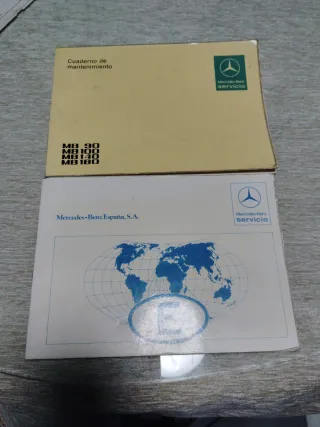 Cuaderno de
mantenimiento
Mercedes-Benz
servicio
MB 90
MB 100
MB 140
MB 180
Mercedes-Benz España, S.A.
Mercedes-Benz
servicio
E